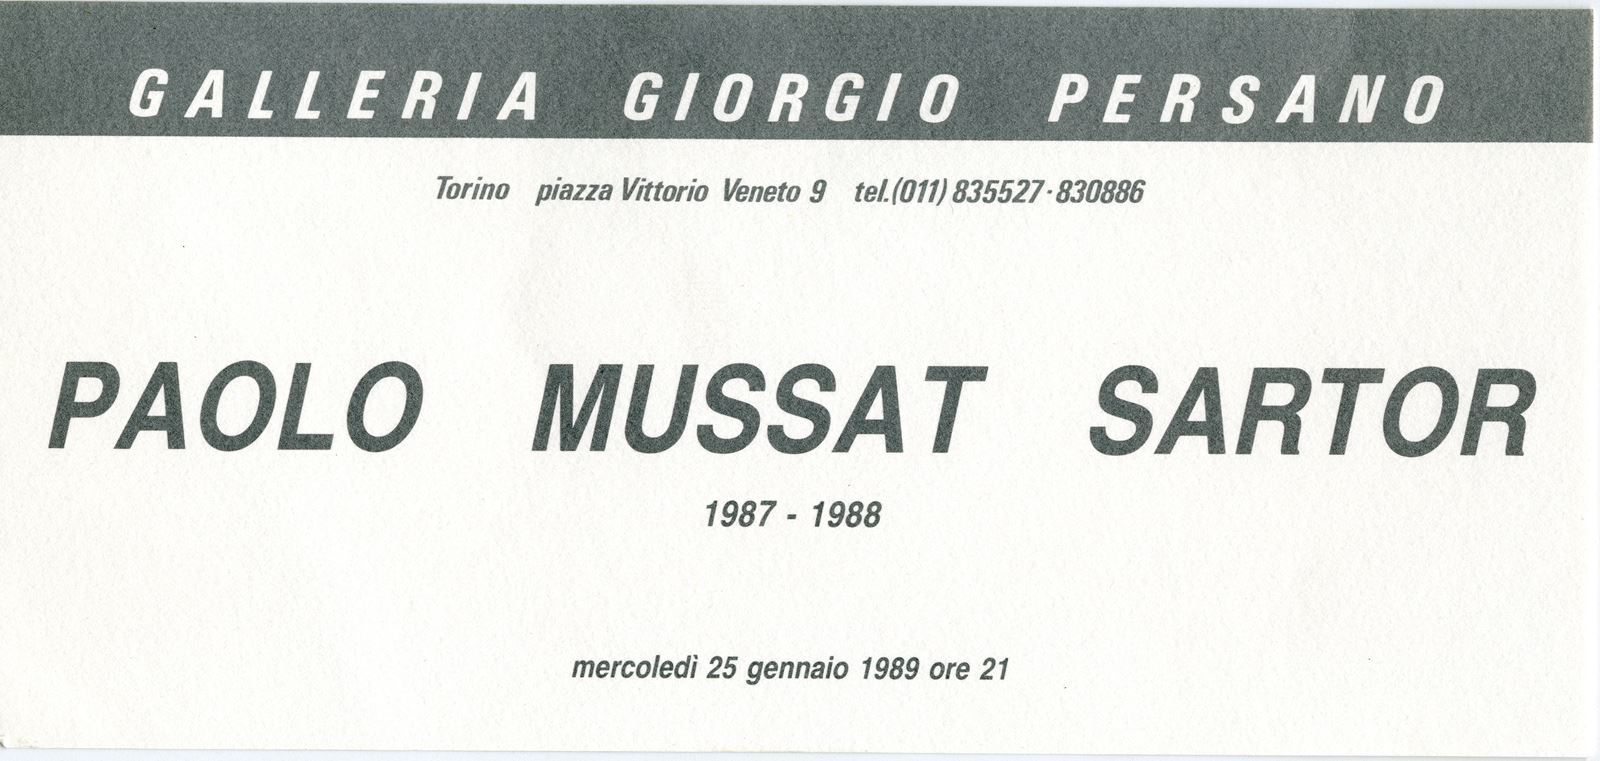 GALLERIA GIORGIO PERSANO
Torino piazza Vittorio Veneto 9 tel.(011) 835527·830886
PAOLO MUSSAT SARTOR
1987 - 1988
mercoledì 25 gennaio 1989 ore 21